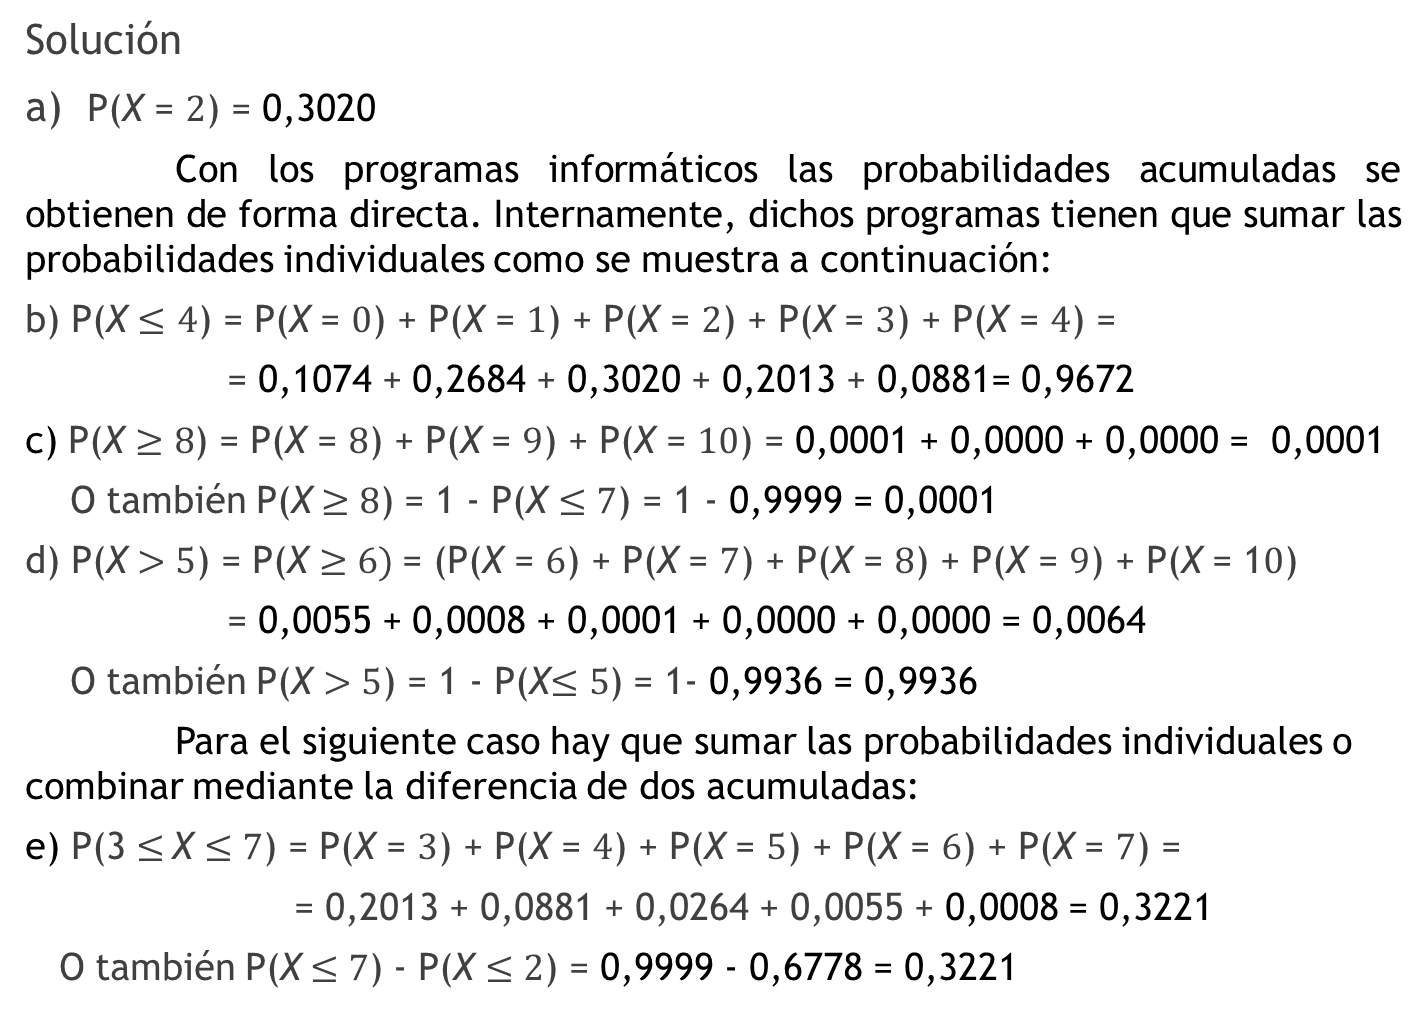 Solución
a) P(X = 2) = 0,3020
Con los programas informáticos las probabilidades acumuladas se
obtienen de forma directa. Internamente, dichos programas tienen que sumar las
probabilidades individuales como se muestra a continuación:
b) P(X ≤ 4) = P(X = 0) + P(X = 1) + P(X = 2) + P(X = 3) + P(X = 4) =
= 0,1074 + 0,2684 + 0,3020 + 0,2013 + 0,0881= 0,9672
c) P(X ≥ 8) = P(X = 8) + P(X = 9) + P(X = 10) = 0,0001 + 0,0000 + 0,0000 = 0,0001
O también P(X ≥ 8) = 1 - P(X ≤ 7) = 1 - 0,9999 = 0,0001
d) P(X > 5) = P(X ≥ 6) = (P(X = 6) + P(X = 7) + P(X = 8) + P(X = 9) + P(X = 10)
= 0,0055 + 0,0008 + 0,0001 + 0,0000 + 0,0000 = 0,0064
O también P(X > 5) = 1 - P(X≤ 5) = 1- 0,9936 = 0,9936
Para el siguiente caso hay que sumar las probabilidades individuales o
combinar mediante la diferencia de dos acumuladas:
e) P(3 ≤ X ≤ 7) = P(X = 3) + P(X = 4) + P(X = 5) + P(X = 6) + P(X = 7) =
= 0,2013 + 0,0881 + 0,0264 + 0,0055 + 0,0008 = 0,3221
O también P(X ≤ 7) - P(X ≤ 2) = 0,9999 - 0,6778 = 0,3221